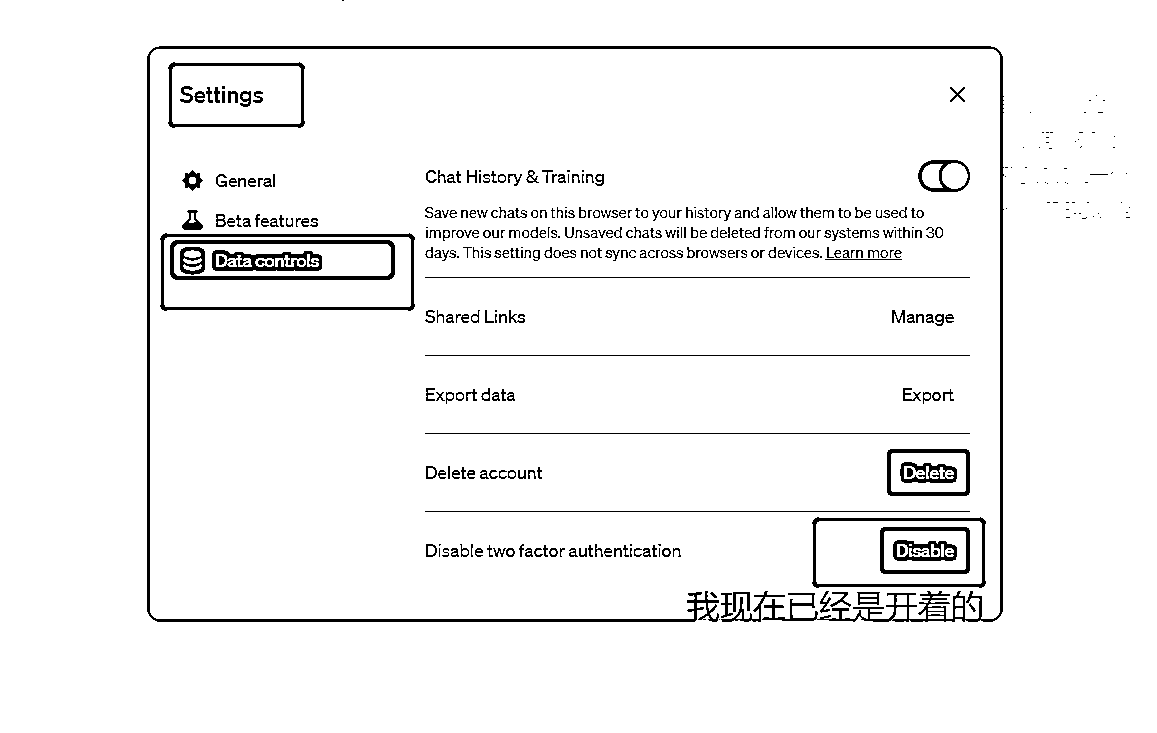 Settings
General
Beta features
Data controls
Chat History & Training
Save new chats on this browser to your history and allow them to be used to
improve our models. Unsaved chats will be deleted from our systems within 30
days. This setting does not sync across browsers or devices. Learn more
Shared Links Manage
Export data Export
Delete account Delete
Disable two factor authentication Disable
我现在已经是开着的